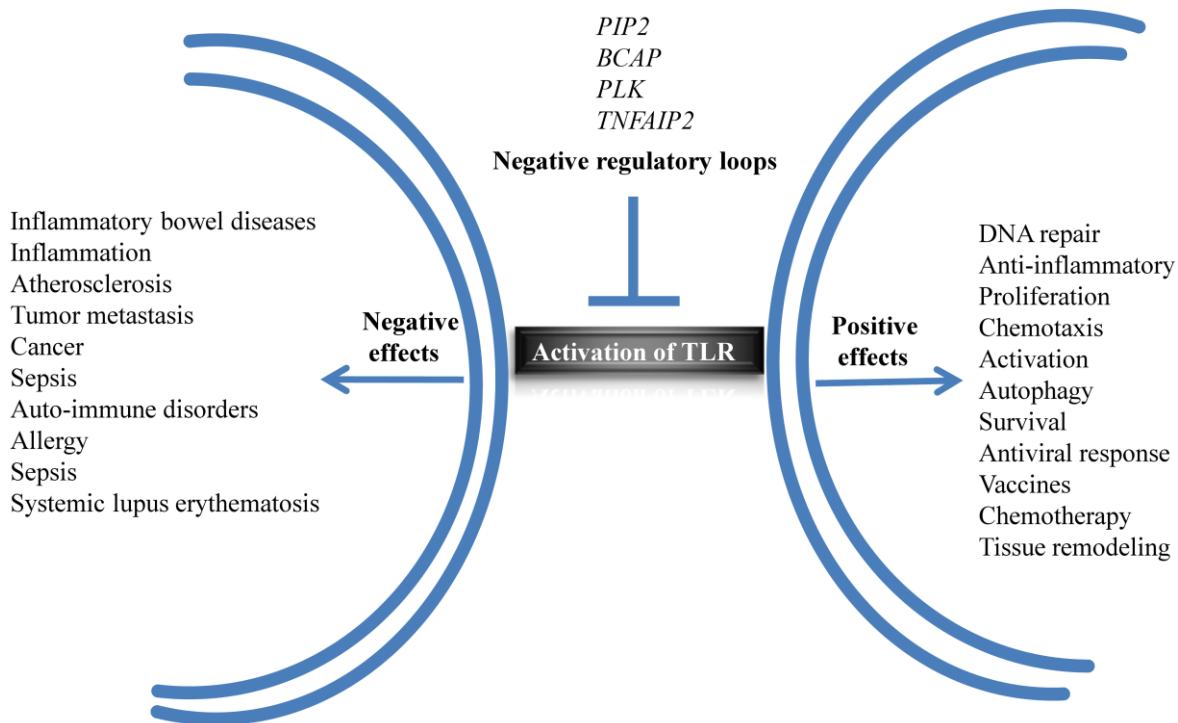 PIP2
BCAP
PLK
TNFAIP2
Negative regulatory loops
Inflammatory bowel diseases
Inflammation
Atherosclerosis
Tumor metastasis
Cancer
Sepsis
Auto-immune disorders
Allergy
Sepsis
Systemic lupus erythematosis
Negative
effects
Activation of TLR
Positive
effects
DNA repair
Anti-inflammatory
Proliferation
Chemotaxis
Activation
Autophagy
Survival
Antiviral response
Vaccines
Chemotherapy
Tissue remodeling